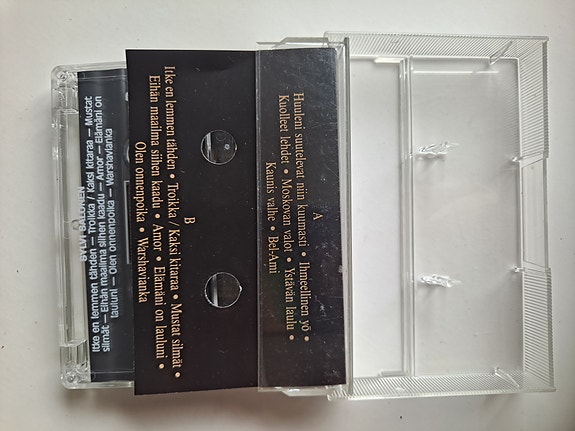 A
Huuleni suutelevat niin kuumasti • Ihmeellinen yö •
Kuolleet lehdet • Moskovan valot • Ystävän laulu •
Kaunis valhe • Bel-Ami
B
Itke en lemmen tähden • Troikka / Kaksi kitaraa • Mustat silmät •
Eihän maailma siihen kaadu • Amor • Elämäni on lauluni •
Olen onnenpoika • Warshavianka
SYLVI SALONEN
Itke en lemmen tähden — Troikka / Kaksi kitaraa — Mustat
silmät — Eihän maailma siihen kaadu — Amor — Elämäni on
lauluni — Olen onnenpoika — Warshavianka